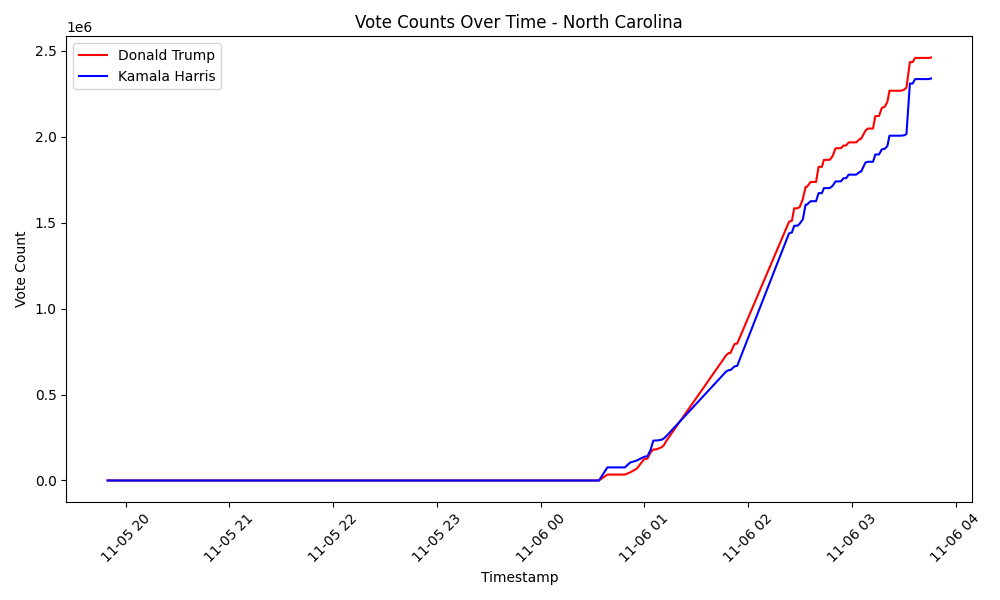 Vote Counts Over Time - North Carolina
1e6
Donald Trump
Kamala Harris
2.5
2.0
1.5
1.0
0.5
0.0
Vote Count
11-05 20
11-05 21
11-05 22
11-05 23
11-06 00
11-06 01
11-06 02
11-06 03
11-06 04
Timestamp